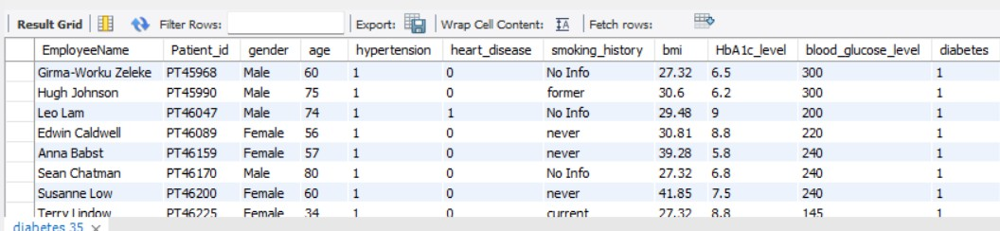 Result Grid Filter Rows: Export: Wrap Cell Content: Fetch rows:
EmployeeName Patient_id gender age hypertension heart_disease smoking_history bmi HbA1c_level blood_glucose_level diabetes
Girma-Worku Zeleke PT45968 Male 60 1 0 No Info 27.32 6.5 300 1
Hugh Johnson PT45990 Male 75 1 0 former 30.6 6.2 300 1
Leo Lam PT46047 Male 74 1 1 No Info 29.48 9 200 1
Edwin Caldwell PT46089 Female 56 1 0 never 30.81 8.8 220 1
Anna Babst PT46159 Female 57 1 0 never 39.28 5.8 240 1
Sean Chatman PT46170 Male 80 1 0 No Info 27.32 6.8 240 1
Susanne Low PT46200 Female 60 1 0 never 41.85 7.5 240 1
Terry Lindow PT46225 Female 34 1 0 current 27.32 8.8 145 1
diabetes 35